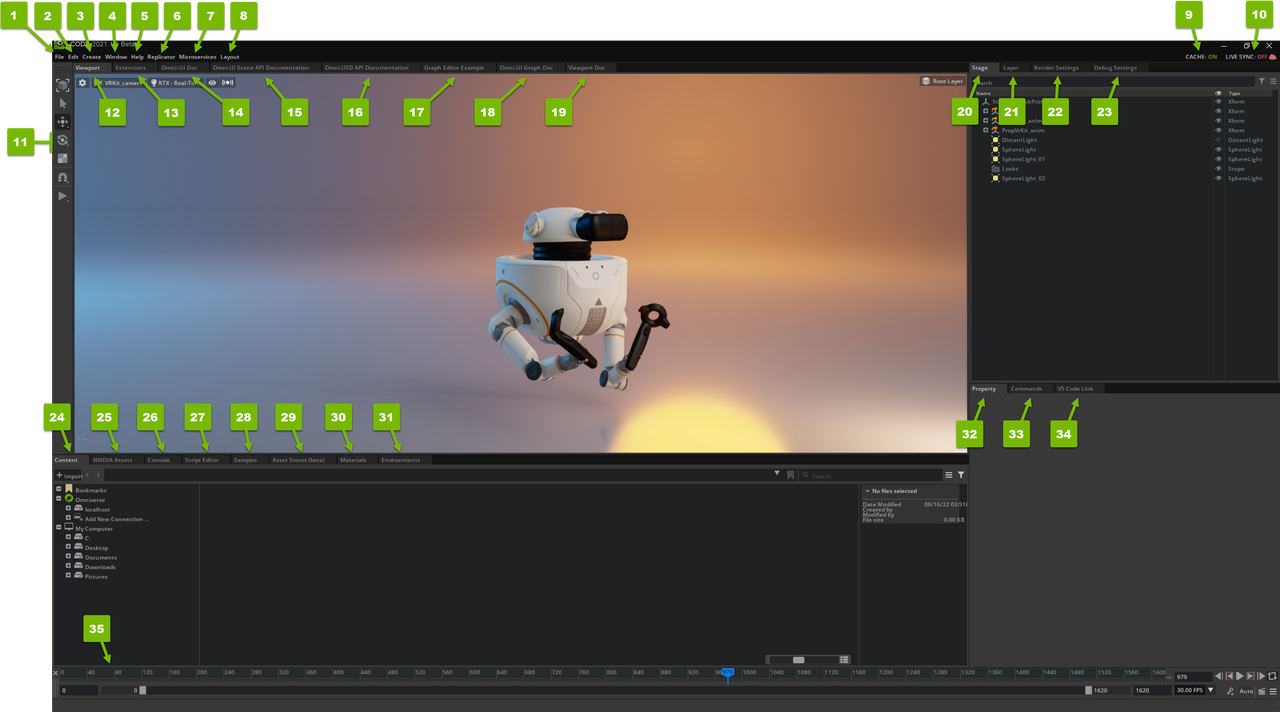 1 2 3 4 5 6 7 8 9 10
CODE 2021. Beta
File Edit Create Window Help Replicator Microservices Layout
CACHE: ON LIVE SYNC: OFF
Viewport Extensions Omni::UI Doc Omni::UI Scene API Documentation Omni.USD API Documentation Graph Editor Example Omni.UI Graph Doc Viewport Doc
VRKit_camera RTX - Real-Ti
Root Layer
11
12 13 14 15 16 17 18 19
Stage Layer Render Settings Debug Settings
20 21 22 23
Name Type
Xform
Xform
anim Xform
PropVrKit_anim Xform
DistantLight DistantLight
SphereLight SphereLight
SphereLight_01 SphereLight
Looks Scope
SphereLight_02 SphereLight
Property Commands VS Code Link
32 33 34
24 25 26 27 28 29 30 31
Content NVIDIA Assets Console Script Editor Samples Asset Stores (beta) Materials Environments
+ Import
Search
Bookmarks
Omniverse
localhost
Add New Connection ...
My Computer
C:
Desktop
Documents
Downloads
Pictures
No files selected
Date Modified 06/16/22 03:51
Created by
Modified by
File size 0.00 KB
35
0 40 80 120 160 200 240 280 320 360 400 440 480 520 560 600 640 680 720 760 800 840 880 920 979 1000 1040 1080 1120 1160 1200 1240 1280 1320 1360 1400 1440 1480 1520 1560 1600
979
0 0 1620 1620 30.00 FPS Auto